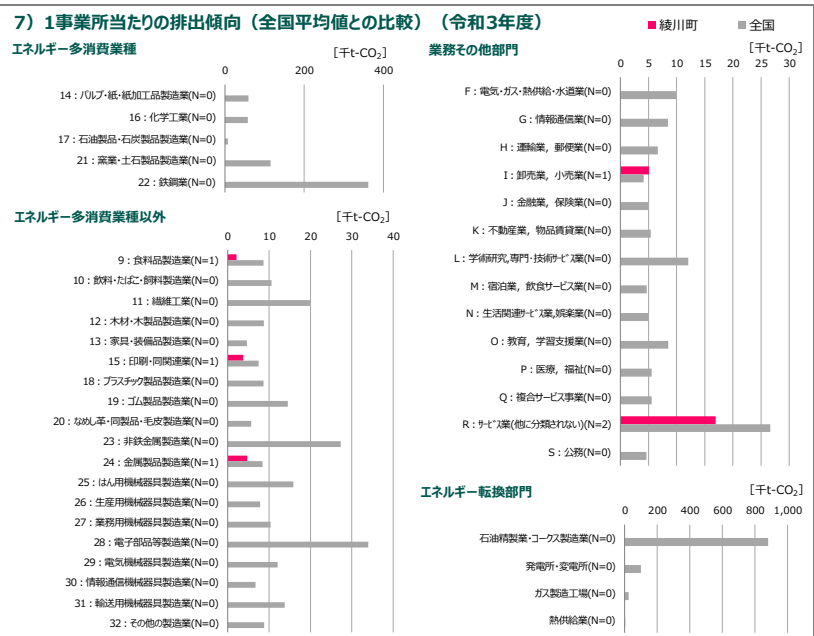 7）1事業所当たりの排出傾向（全国平均値との比較）（令和3年度）
綾川町
全国
エネルギー多消費業種
[千t-CO₂]
0 200 400
14：パルプ・紙・紙加工品製造業(N=0)
16：化学工業(N=0)
17：石油製品・石炭製品製造業(N=0)
21：窯業・土石製品製造業(N=0)
22：鉄鋼業(N=0)
エネルギー多消費業種以外
[千t-CO₂]
0 10 20 30 40
9：食料品製造業(N=1)
10：飲料・たばこ・飼料製造業(N=0)
11：繊維工業(N=0)
12：木材・木製品製造業(N=0)
13：家具・装備品製造業(N=0)
15：印刷・同関連業(N=1)
18：プラスチック製品製造業(N=0)
19：ゴム製品製造業(N=0)
20：なめし革・同製品・毛皮製造業(N=0)
23：非鉄金属製造業(N=0)
24：金属製品製造業(N=1)
25：はん用機械器具製造業(N=0)
26：生産用機械器具製造業(N=0)
27：業務用機械器具製造業(N=0)
28：電子部品等製造業(N=0)
29：電気機械器具製造業(N=0)
30：情報通信機械器具製造業(N=0)
31：輸送用機械器具製造業(N=0)
32：その他の製造業(N=0)
業務その他部門
[千t-CO₂]
0 5 10 15 20 25 30
F：電気・ガス・熱供給・水道業(N=0)
G：情報通信業(N=0)
H：運輸業，郵便業(N=0)
I：卸売業，小売業(N=1)
J：金融業，保険業(N=0)
K：不動産業，物品賃貸業(N=0)
L：学術研究,専門・技術ｻｰﾋﾞｽ業(N=0)
M：宿泊業，飲食サービス業(N=0)
N：生活関連ｻｰﾋﾞｽ業,娯楽業(N=0)
O：教育，学習支援業(N=0)
P：医療，福祉(N=0)
Q：複合サービス事業(N=0)
R：ｻｰﾋﾞｽ業(他に分類されない)(N=2)
S：公務(N=0)
エネルギー転換部門
[千t-CO₂]
0 200 400 600 800 1,000
石油精製業・コークス製造業(N=0)
発電所・変電所(N=0)
ガス製造工場(N=0)
熱供給業(N=0)